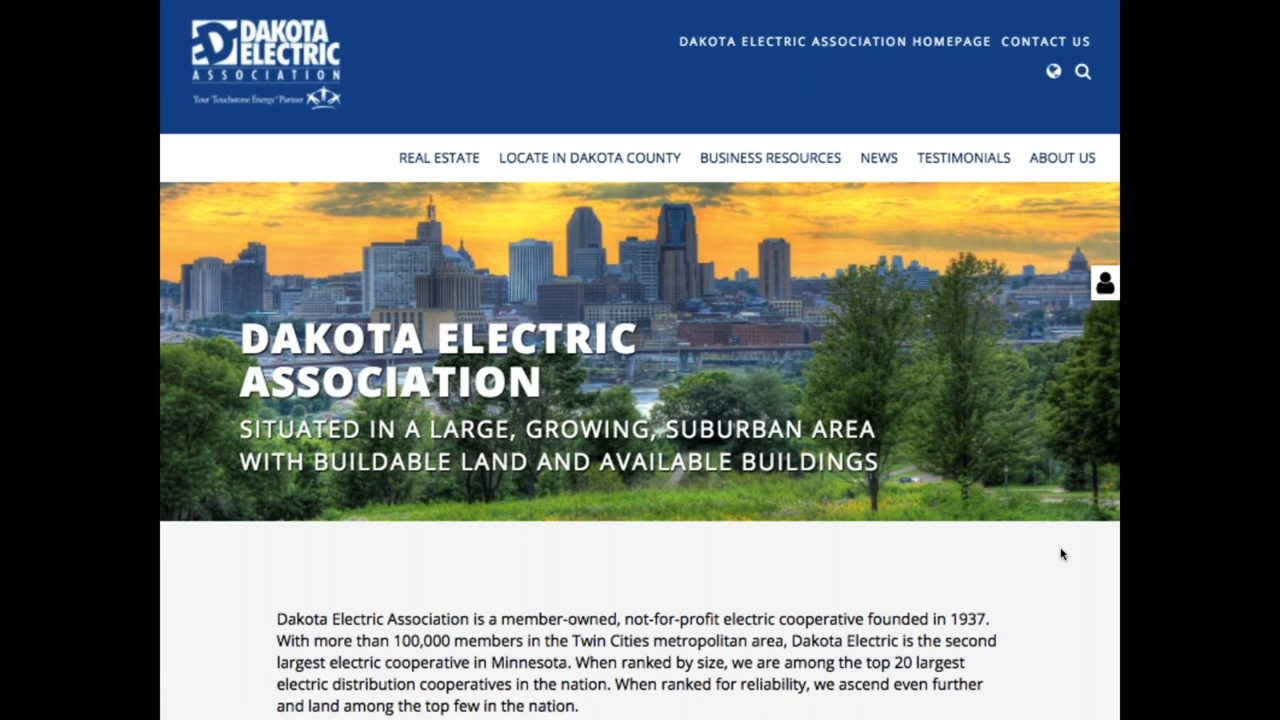 DAKOTA
ELECTRIC
ASSOCIATION
Your Touchstone Energy® Partner
DAKOTA ELECTRIC ASSOCIATION HOMEPAGE CONTACT US
REAL ESTATE LOCATE IN DAKOTA COUNTY BUSINESS RESOURCES NEWS TESTIMONIALS ABOUT US
DAKOTA ELECTRIC
ASSOCIATION
SITUATED IN A LARGE, GROWING, SUBURBAN AREA
WITH BUILDABLE LAND AND AVAILABLE BUILDINGS
Dakota Electric Association is a member-owned, not-for-profit electric cooperative founded in 1937.
With more than 100,000 members in the Twin Cities metropolitan area, Dakota Electric is the second
largest electric cooperative in Minnesota. When ranked by size, we are among the top 20 largest
electric distribution cooperatives in the nation. When ranked for reliability, we ascend even further
and land among the top few in the nation.